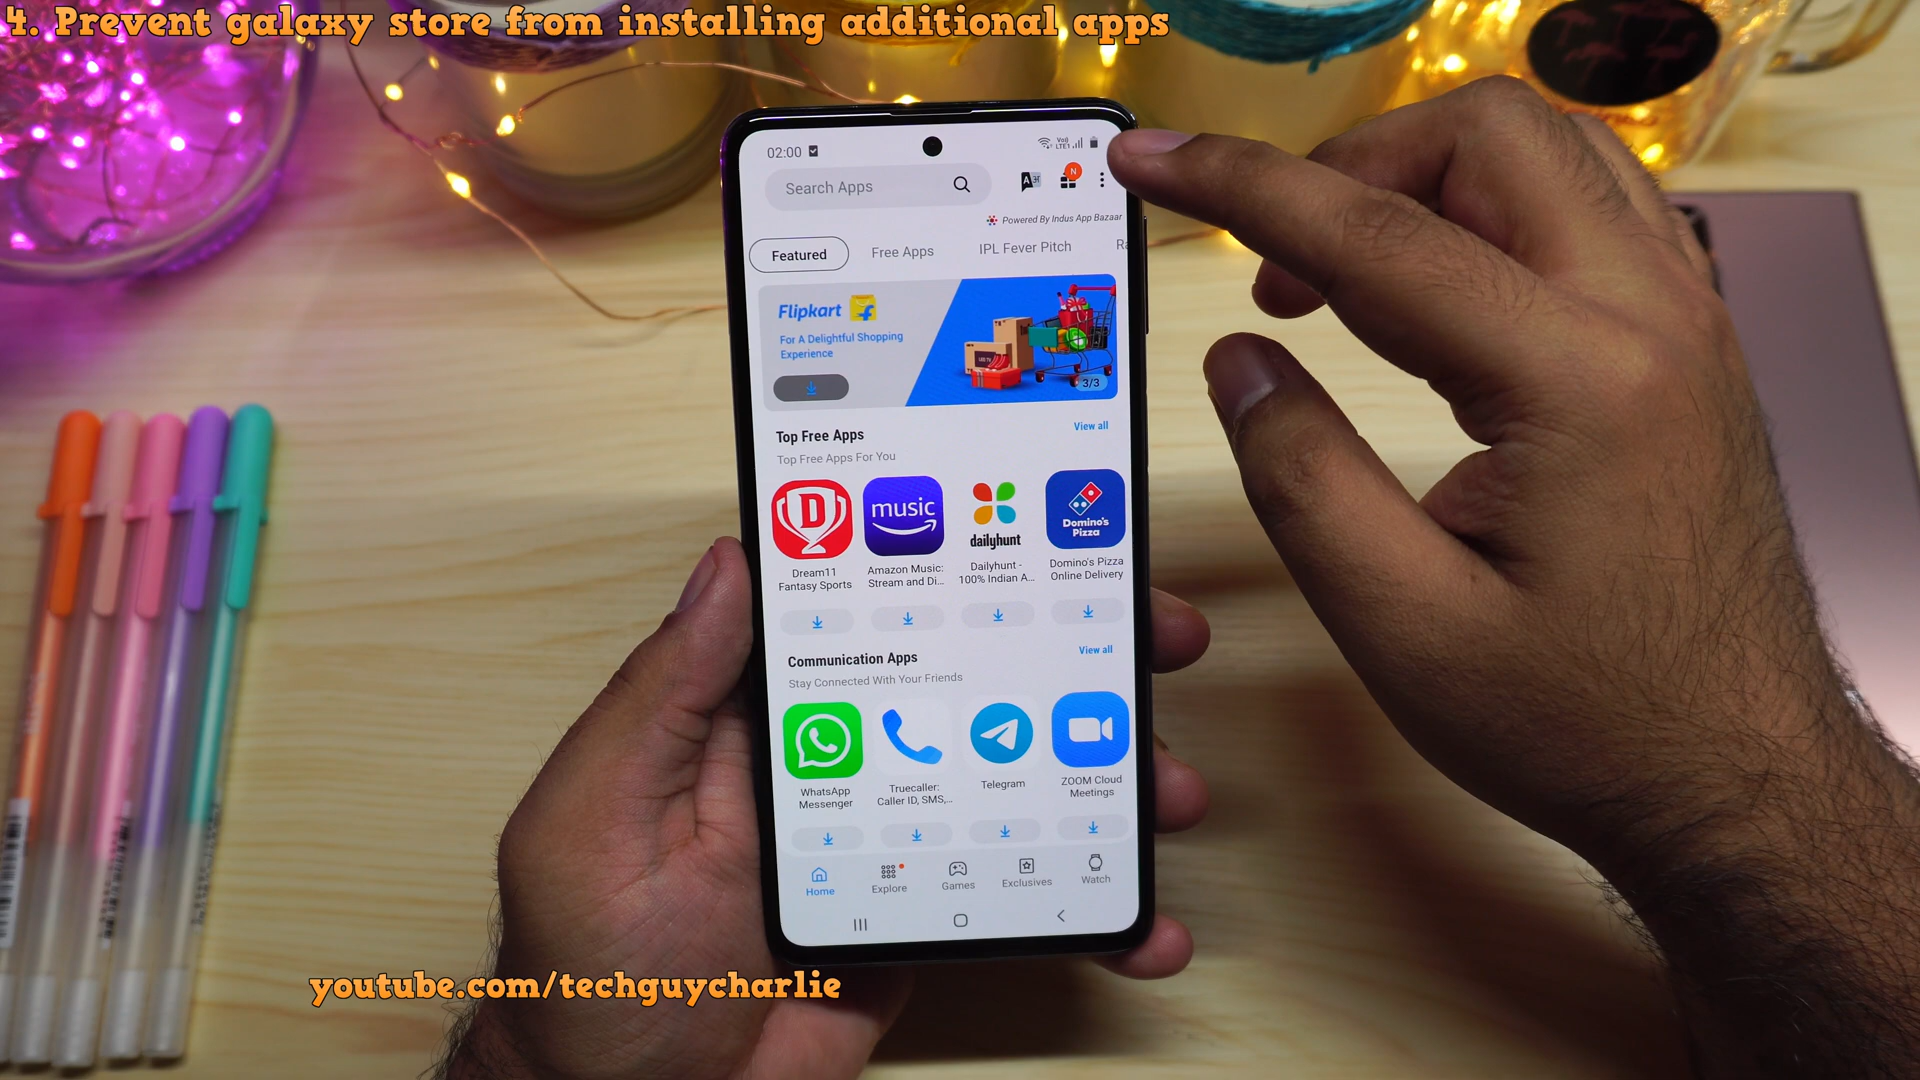 4. Prevent galaxy store from installing additional apps
02:00
Search Apps
N
Powered By Indus App Bazaar
Featured
Free Apps
IPL Fever Pitch
Flipkart
For A Delightful Shopping
Experience
3/3
Top Free Apps
View all
Top Free Apps For You
D
music
dailyhunt
Domino's
Pizza
Dream11
Fantasy Sports
Amazon Music:
Stream and Di...
Dailyhunt -
100% Indian A...
Domino's Pizza
Online Delivery
Communication Apps
View all
Stay Connected With Your Friends
WhatsApp
Messenger
Truecaller:
Caller ID, SMS,...
Telegram
ZOOM Cloud
Meetings
Home
Explore
Games
Exclusives
Watch
youtube.com/techguycharlie